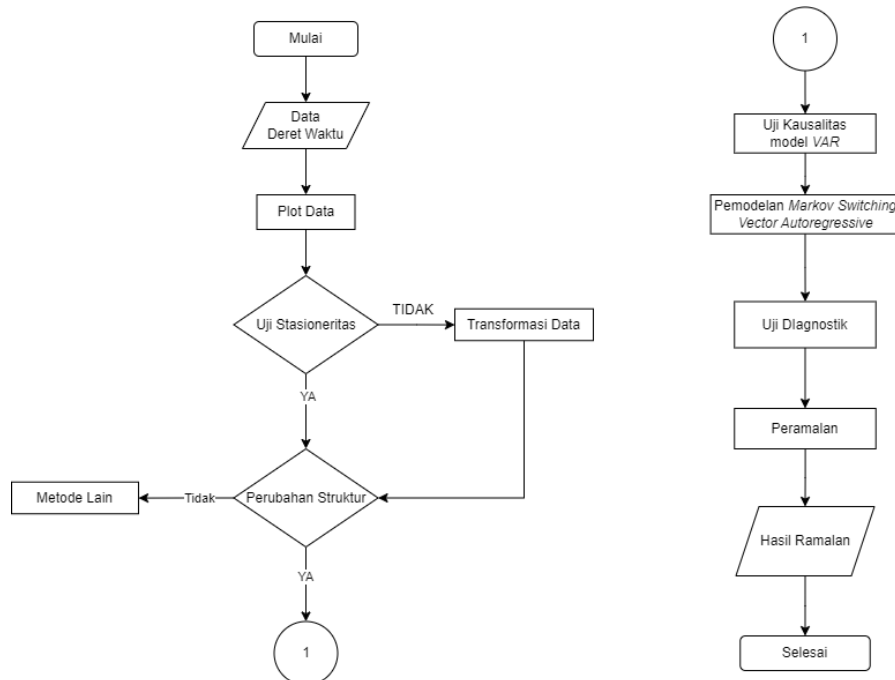 Mulai
Data
Deret Waktu
Plot Data
Uji Stasioneritas
TIDAK
Transformasi Data
YA
Metode Lain
Tidak
Perubahan Struktur
YA
1
1
Uji Kausalitas
model VAR
Pemodelan Markov Switching
Vector Autoregressive
Uji DIagnostik
Peramalan
Hasil Ramalan
Selesai